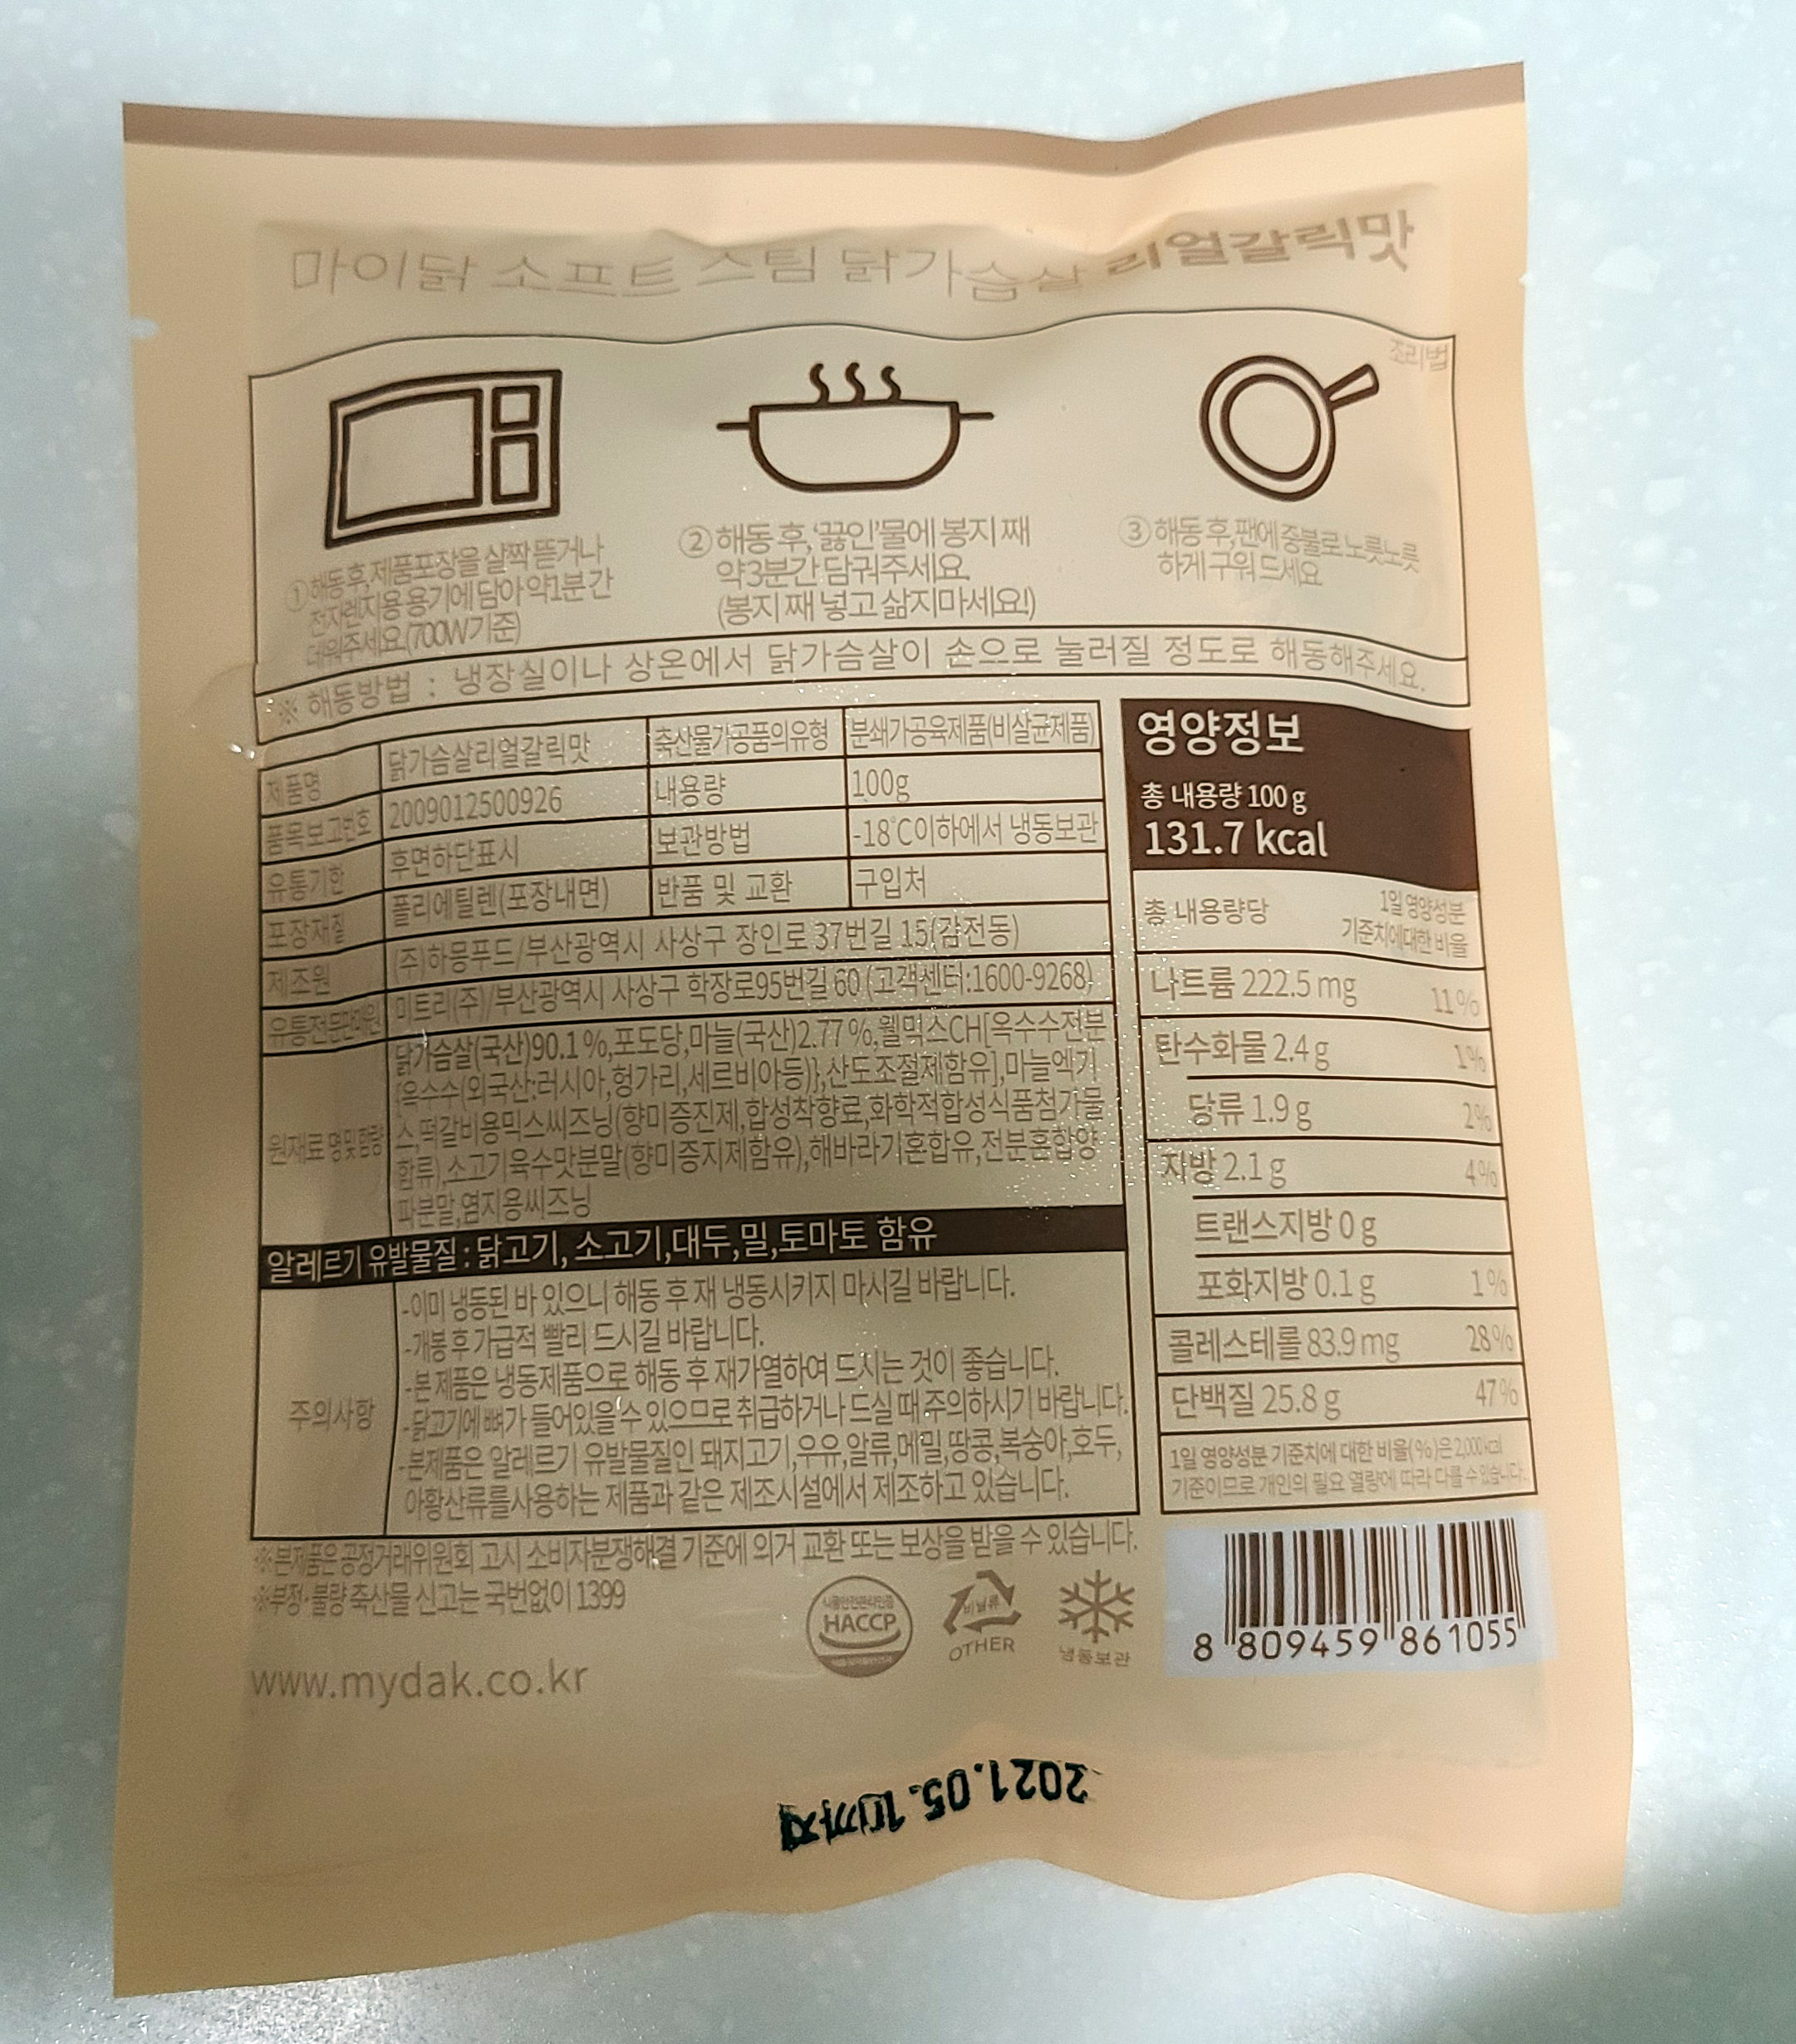 마이닭 소프트 스팀 닭가슴살 리얼갈릭맛
조리법
①해동후,제품포장을 살짝 뜯거나
전자렌지용 용기에 담아 약1분간
데워주세요.(700W기준)
②해동 후,'끓인'물에 봉지 째
약3분간 담궈주세요.
(봉지 째 넣고 삶지마세요!)
③해동 후,팬에 중불로 노릇노릇
하게 구워 드세요
※ 해동방법 : 냉장실이나 상온에서 닭가슴살이 손으로 눌러질 정도로 해동해주세요.
제품명 닭가슴살리얼갈릭맛 축산물가공품의유형 분쇄가공육제품(비살균제품)
품목보고번호 2009012500926 내용량 100g
유통기한 후면하단표시 보관방법 -18℃이하에서 냉동보관
포장재질 폴리에틸렌(포장내면) 반품 및 교환 구입처
제조원 (주)하몽푸드/부산광역시 사상구 장인로 37번길 15(감전동)
유통전문판매원 미트리(주)/부산광역시 사상구 학장로95번길 60 (고객센터:1600-9268)
원재료 명및함량 닭가슴살(국산)90.1%,포도당,마늘(국산)2.77%,웰믹스CH[옥수수전분
{옥수수(외국산:러시아,헝가리,세르비아등)},산도조절제함유],마늘엑기
스,떡갈비용믹스씨즈닝(향미증진제,합성착향료,화학적합성식품첨가물
함류),소고기육수맛분말(향미증지제함유),해바라기혼합유,전분혼합양
파분말,염지용씨즈닝
알레르기 유발물질 : 닭고기, 소고기,대두,밀,토마토 함유
주의사항
-이미 냉동된 바 있으니 해동 후 재 냉동시키지 마시길 바랍니다.
-개봉 후 가급적 빨리 드시길 바랍니다.
-본 제품은 냉동제품으로 해동 후 재가열하여 드시는 것이 좋습니다.
-닭고기에 뼈가 들어있을 수 있으므로 취급하거나 드실 때 주의하시기 바랍니다.
-본제품은 알레르기 유발물질인 돼지고기,우유,알류,메밀,땅콩,복숭아,호두,
아황산류를사용하는 제품과 같은 제조시설에서 제조하고 있습니다.
※본제품은 공정거래위원회 고시 소비자분쟁해결 기준에 의거 교환 또는 보상을 받을 수 있습니다.
※부정·불량 축산물 신고는 국번없이 1399
www.mydak.co.kr
HACCP
비닐류
OTHER
냉동보관
영양정보
총 내용량 100 g
131.7 kcal
총 내용량당 1일 영양성분
기준치에대한 비율
나트륨 222.5 mg 11%
탄수화물 2.4 g 1%
당류 1.9 g 2%
지방 2.1 g 4%
트랜스지방 0 g
포화지방 0.1 g 1%
콜레스테롤 83.9 mg 28%
단백질 25.8 g 47%
1일 영양성분 기준치에 대한 비율(%)은 2,000 kcal
기준이므로 개인의 필요 열량에 따라 다를 수 있습니다.
8 809459 861055
2021.05.10까지